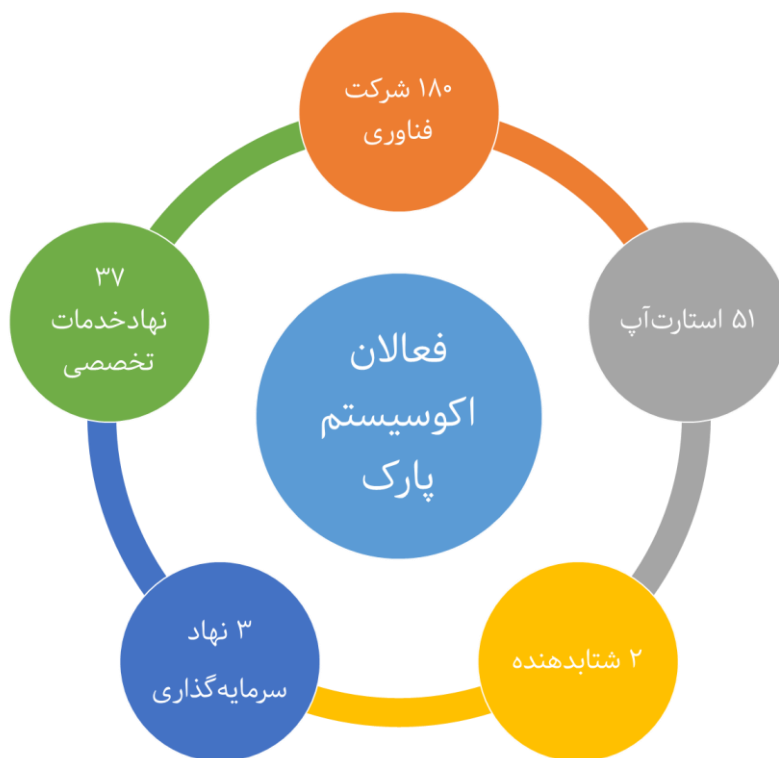 ۱۸۰ شرکت
فناوری
۵۱ استارت‌آپ
۲ شتابدهنده
۳ نهاد
سرمایه‌گذاری
۳۷
نهادخدمات
تخصصی
فعالان
اکوسیستم
پارک